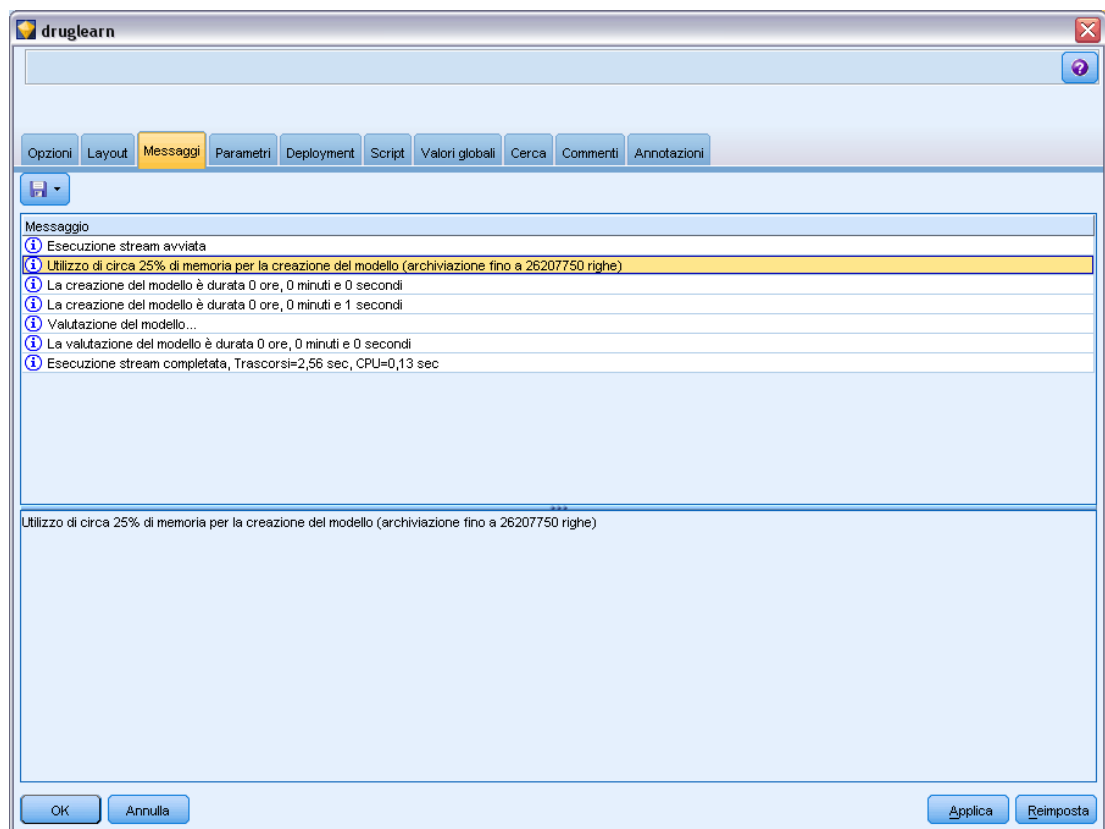 druglearn
Opzioni Layout Messaggi Parametri Deployment Script Valori globali Cerca Commenti Annotazioni
Messaggio
Esecuzione stream avviata
Utilizzo di circa 25% di memoria per la creazione del modello (archiviazione fino a 26207750 righe)
La creazione del modello è durata 0 ore, 0 minuti e 0 secondi
La creazione del modello è durata 0 ore, 0 minuti e 1 secondi
Valutazione del modello...
La valutazione del modello è durata 0 ore, 0 minuti e 0 secondi
Esecuzione stream completata, Trascorsi=2,56 sec, CPU=0,13 sec
Utilizzo di circa 25% di memoria per la creazione del modello (archiviazione fino a 26207750 righe)
OK Annulla Applica Reimposta